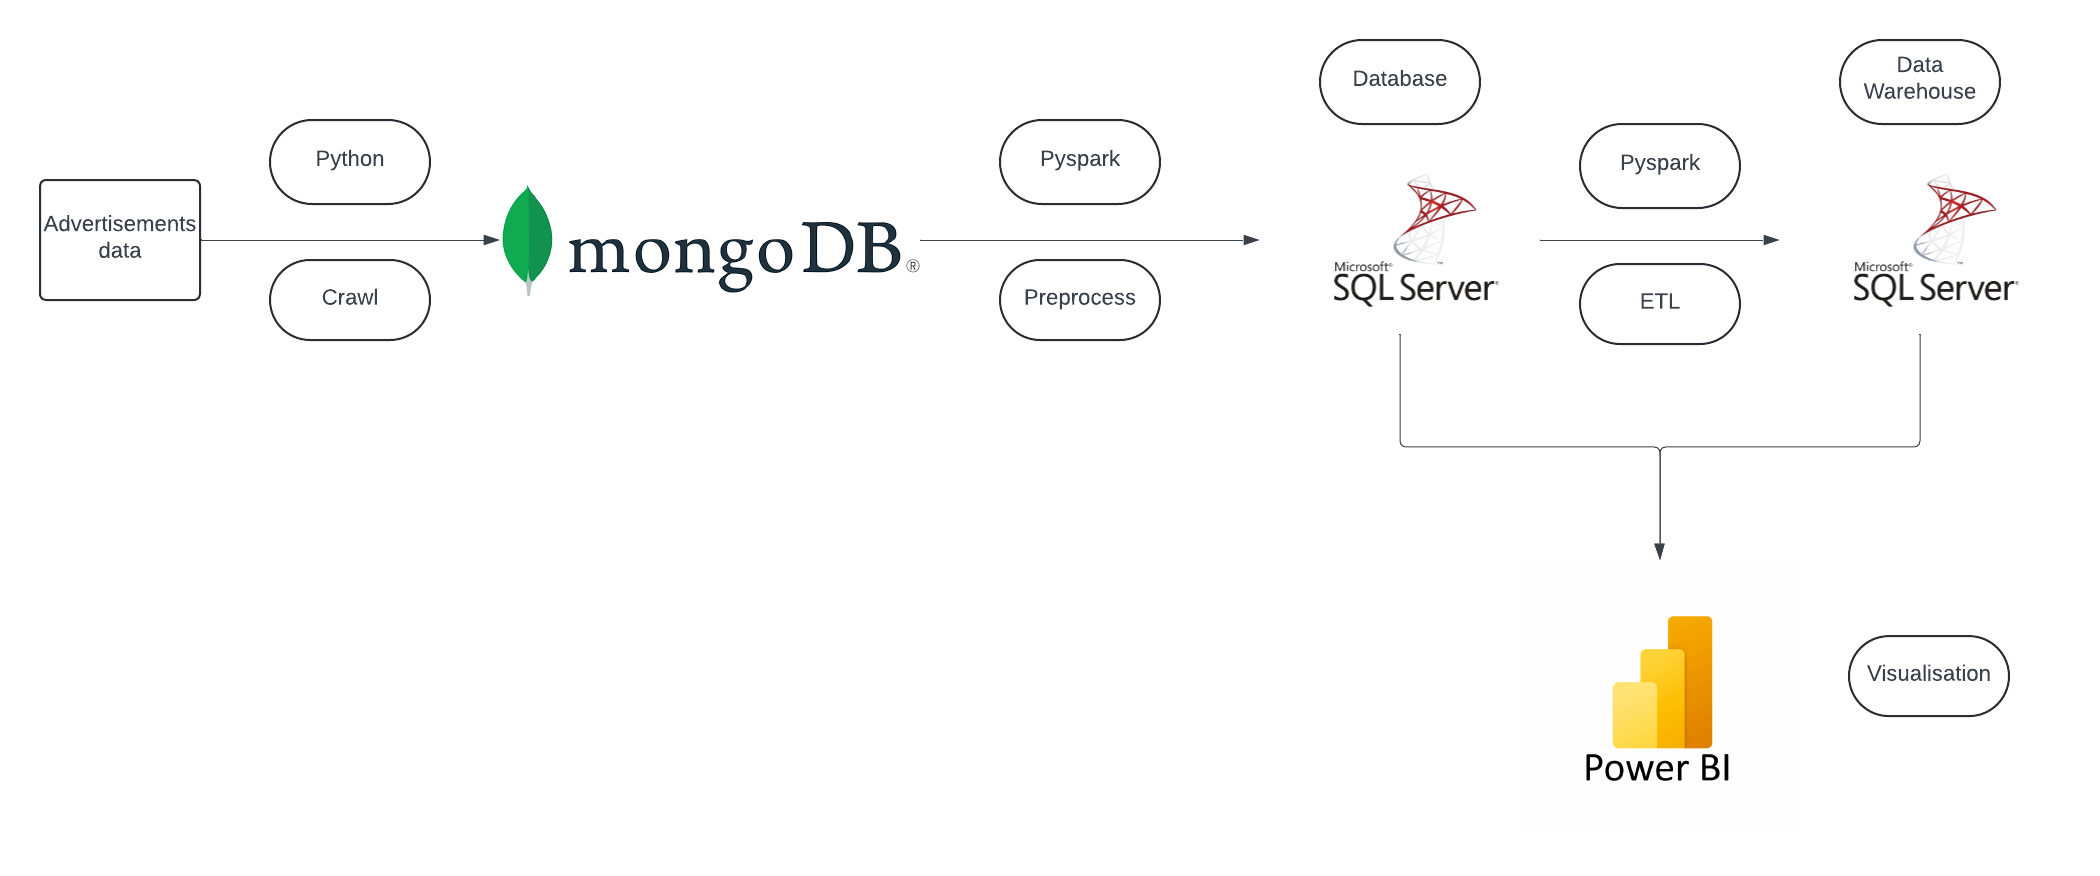 Advertisements
data
Python
Crawl
mongoDB®
Pyspark
Preprocess
Database
Microsoft®
SQL Server®
Pyspark
ETL
Data
Warehouse
Microsoft®
SQL Server®
Power BI
Visualisation